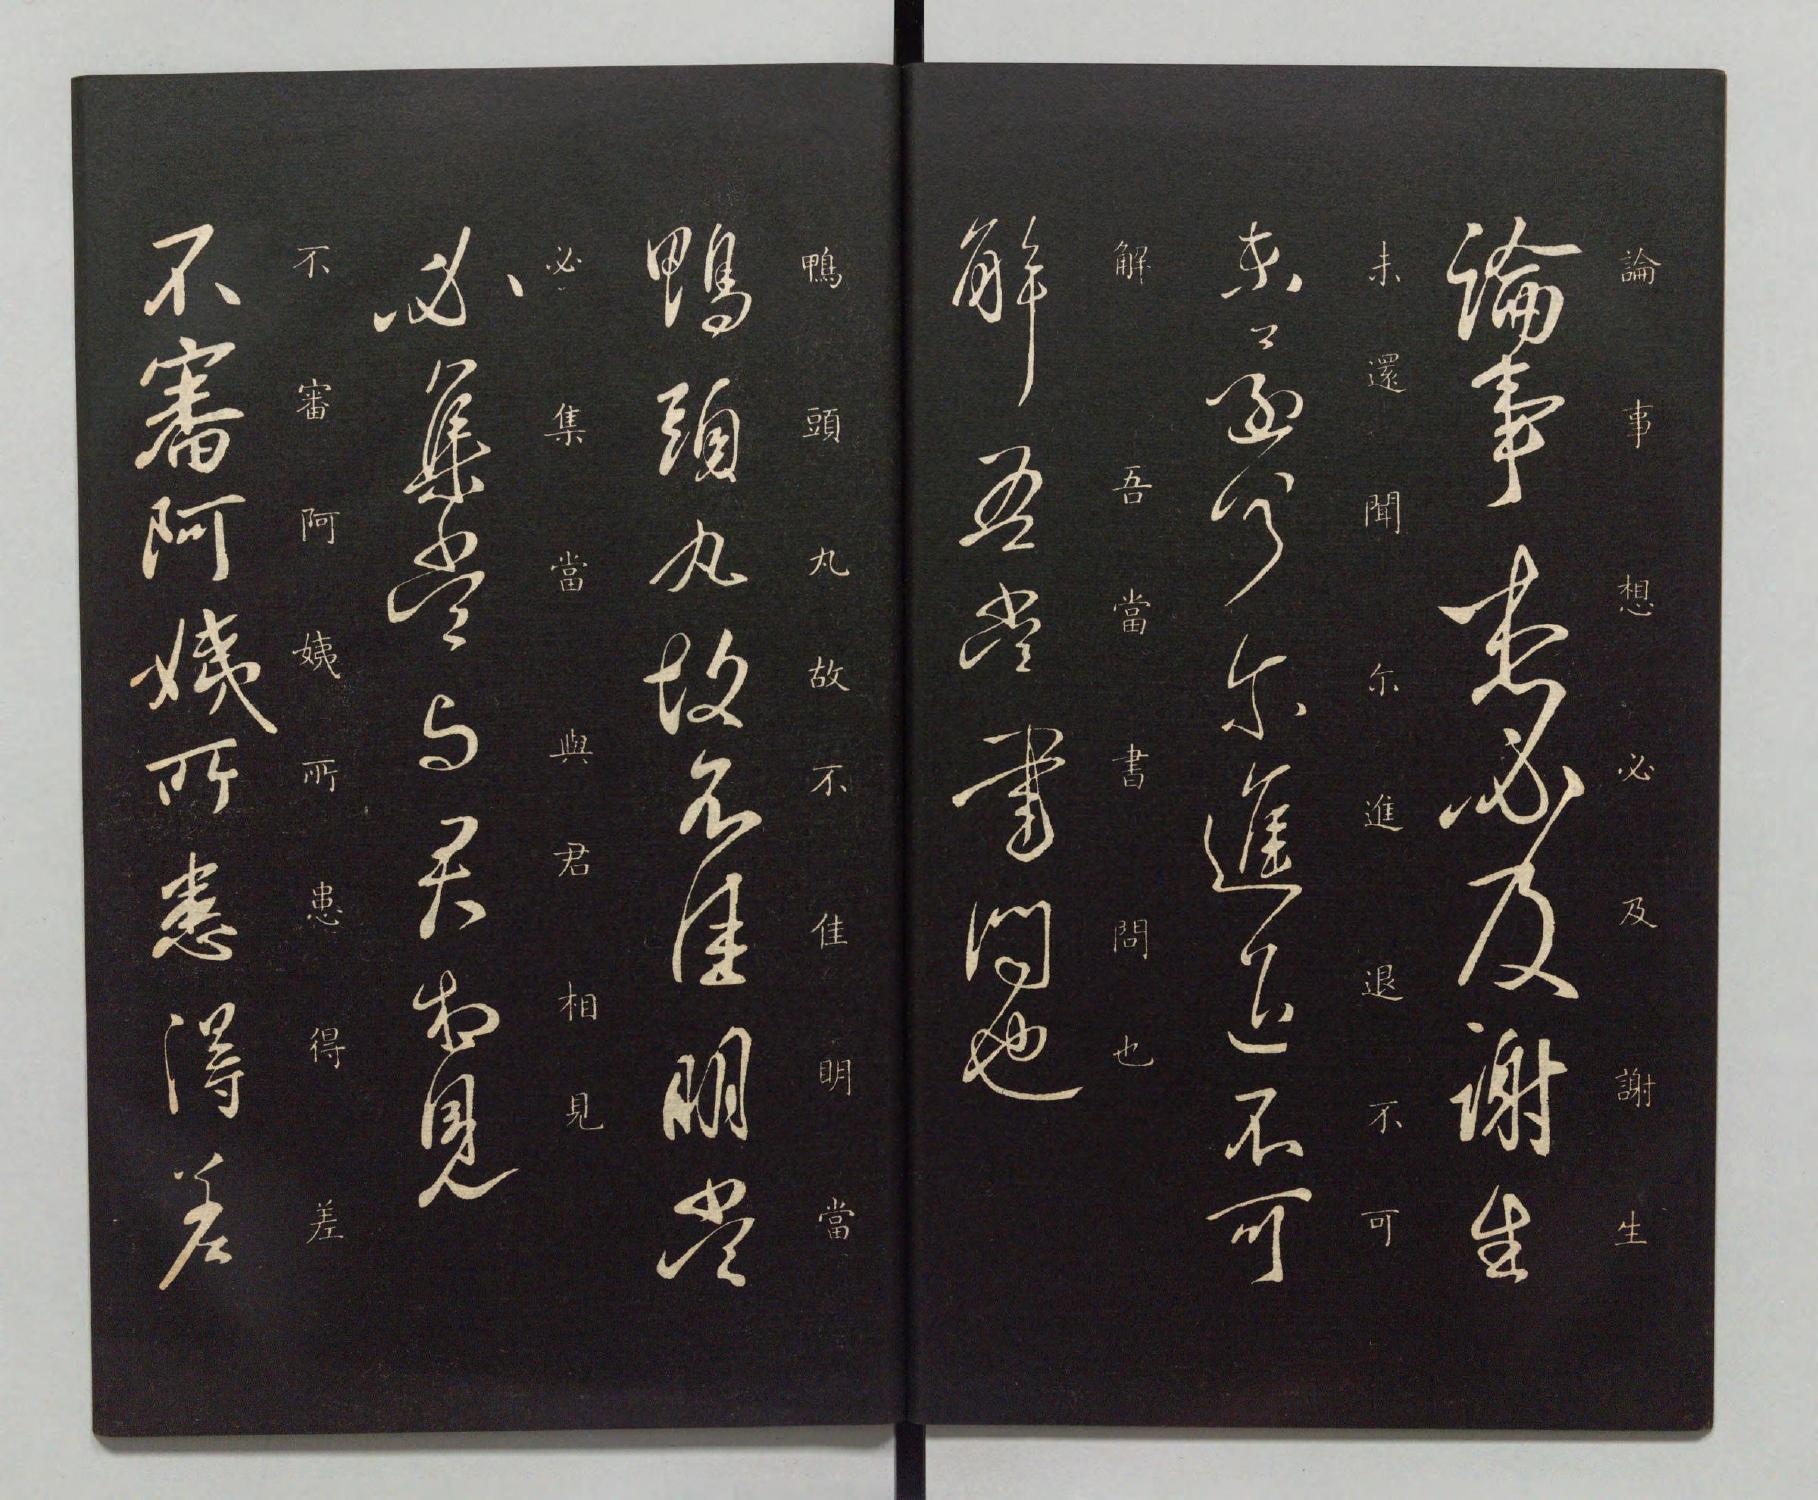 論事想必及謝生
論事想必及謝生
未還聞尔進退不可
未還聞尔進退不可
解吾當書問也
解吾當書問也
鴨頭丸故不佳明當
鴨頭丸故不佳明當
必集當與君相見
必集當与君相見
不審阿姨所患得差
不審阿姨所患得差